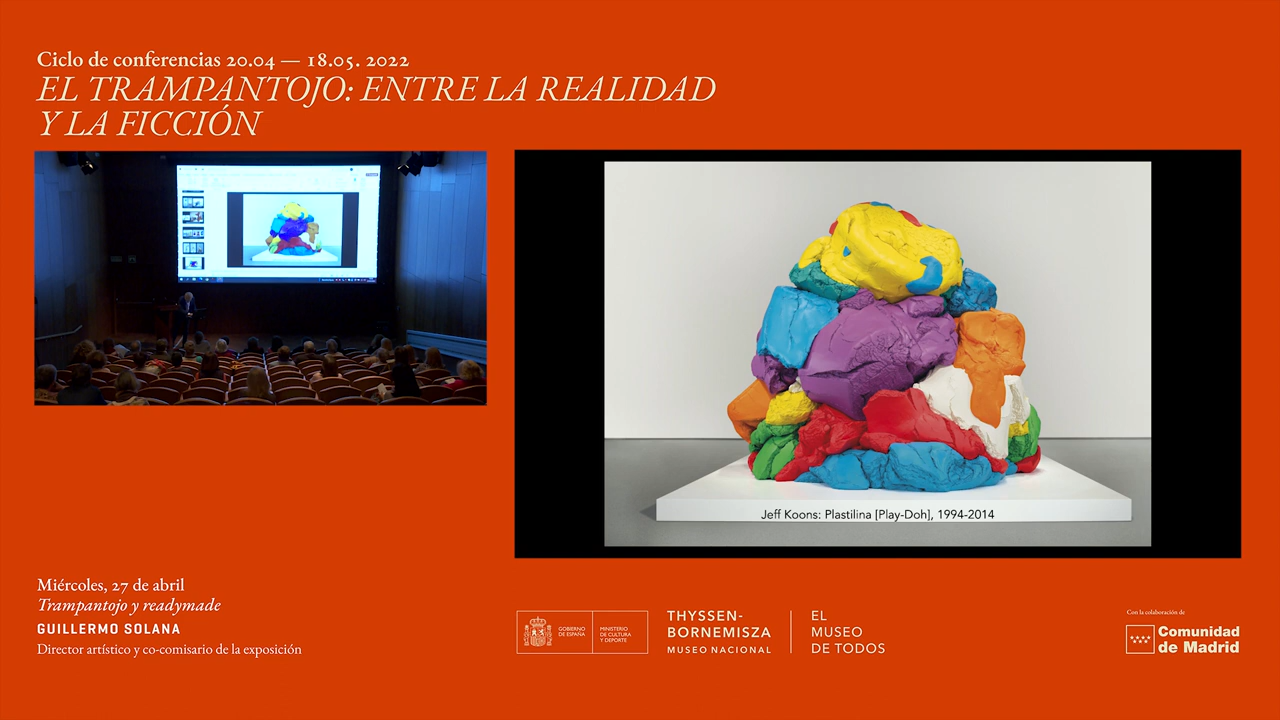 Ciclo de conferencias 20.04 — 18.05. 2022
EL TRAMPANTOJO: ENTRE LA REALIDAD
Y LA FICCIÓN
Jeff Koons: Plastilina [Play-Doh], 1994-2014
Miércoles, 27 de abril
Trampantojo y readymade
GUILLERMO SOLANA
Director artístico y co-comisario de la exposición
GOBIERNO
DE ESPAÑA
MINISTERIO
DE CULTURA
Y DEPORTE
THYSSEN-
BORNEMISZA
MUSEO NACIONAL
EL
MUSEO
DE TODOS
Con la colaboración de
Comunidad
de Madrid